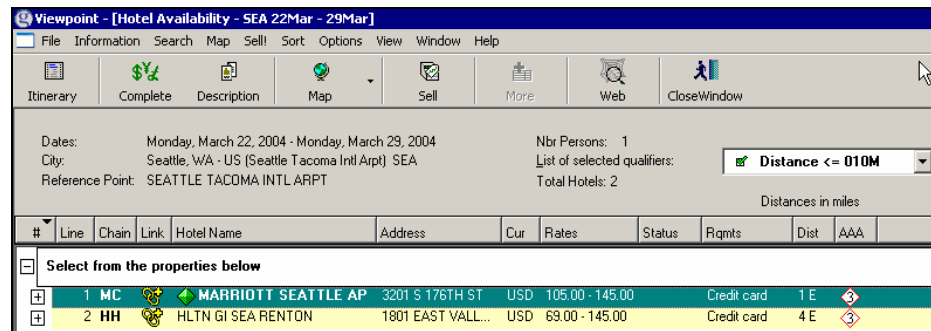 Viewpoint - [Hotel Availability - SEA 22Mar - 29Mar]
File Information Search Map Sell! Sort Options View Window Help
Itinerary Complete Description Map Sell More Web CloseWindow
Dates: Monday, March 22, 2004 - Monday, March 29, 2004 Nbr Persons: 1
City: Seattle, WA - US (Seattle Tacoma Intl Arpt) SEA List of selected qualifiers: Distance <= 010M
Reference Point: SEATTLE TACOMA INTL ARPT Total Hotels: 2
Distances in miles
# Line Chain Link Hotel Name Address Cur Rates Status Rqmts Dist AAA
Select from the properties below
1 MC MARRIOTT SEATTLE AP 3201 S 176TH ST USD 105.00 - 145.00 Credit card 1 E 3
2 HH HLTN GI SEA RENTON 1801 EAST VALL... USD 69.00 - 145.00 Credit card 4 E 3